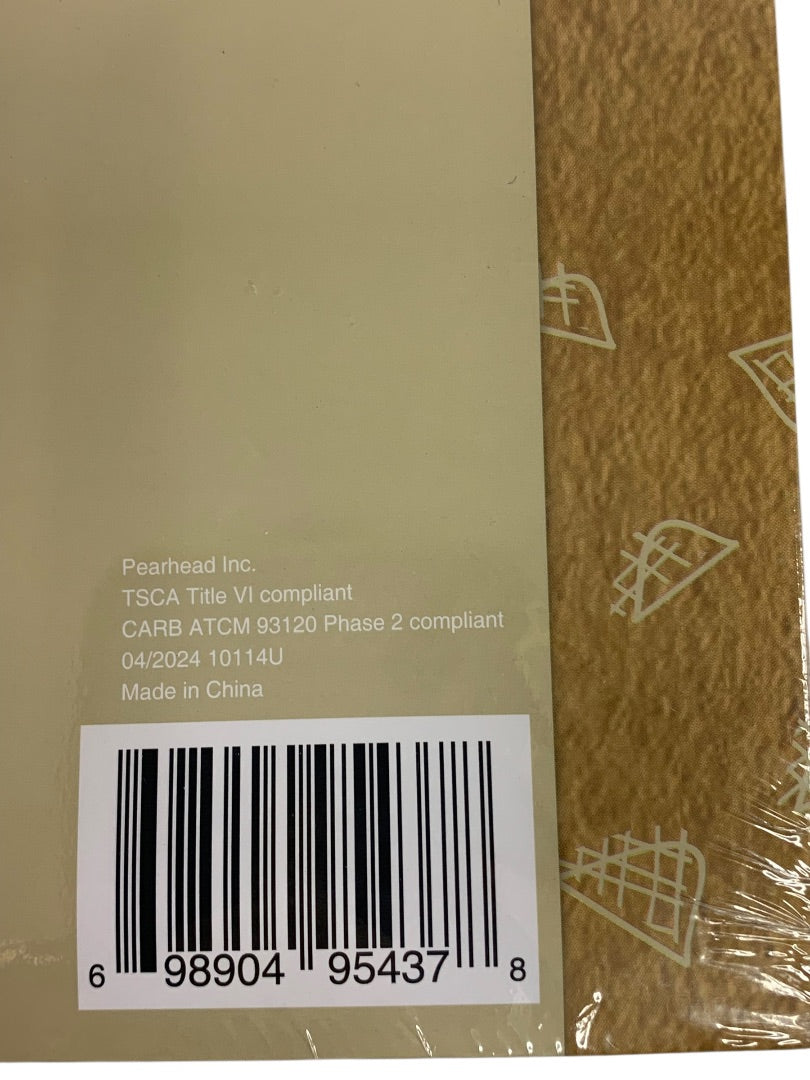 Pearhead Inc.
TSCA Title VI compliant
CARB ATCM 93120 Phase 2 compliant
04/2024 10114U
Made in China
6 98904 95437 8